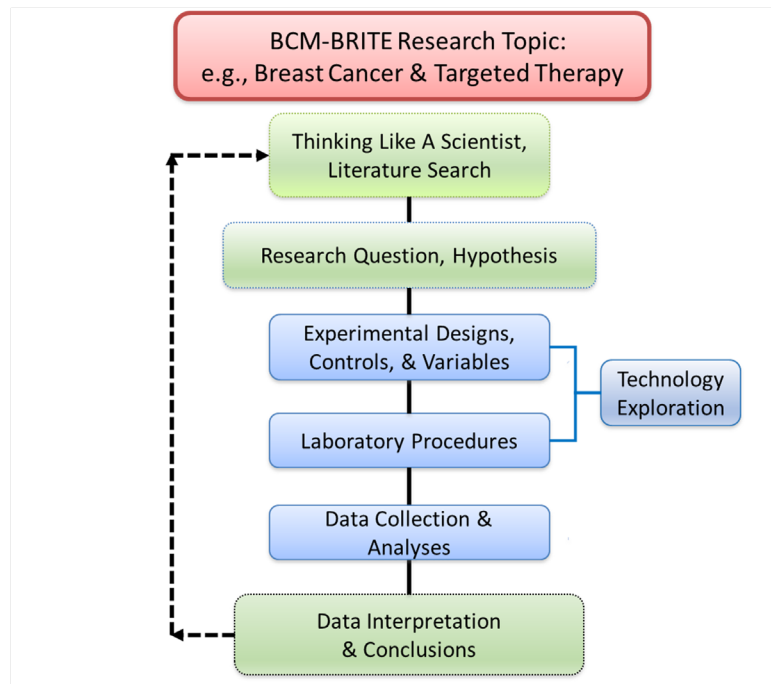 BCM-BRITE Research Topic:
e.g., Breast Cancer & Targeted Therapy
Thinking Like A Scientist,
Literature Search
Research Question, Hypothesis
Experimental Designs,
Controls, & Variables
Technology
Exploration
Laboratory Procedures
Data Collection &
Analyses
Data Interpretation
& Conclusions